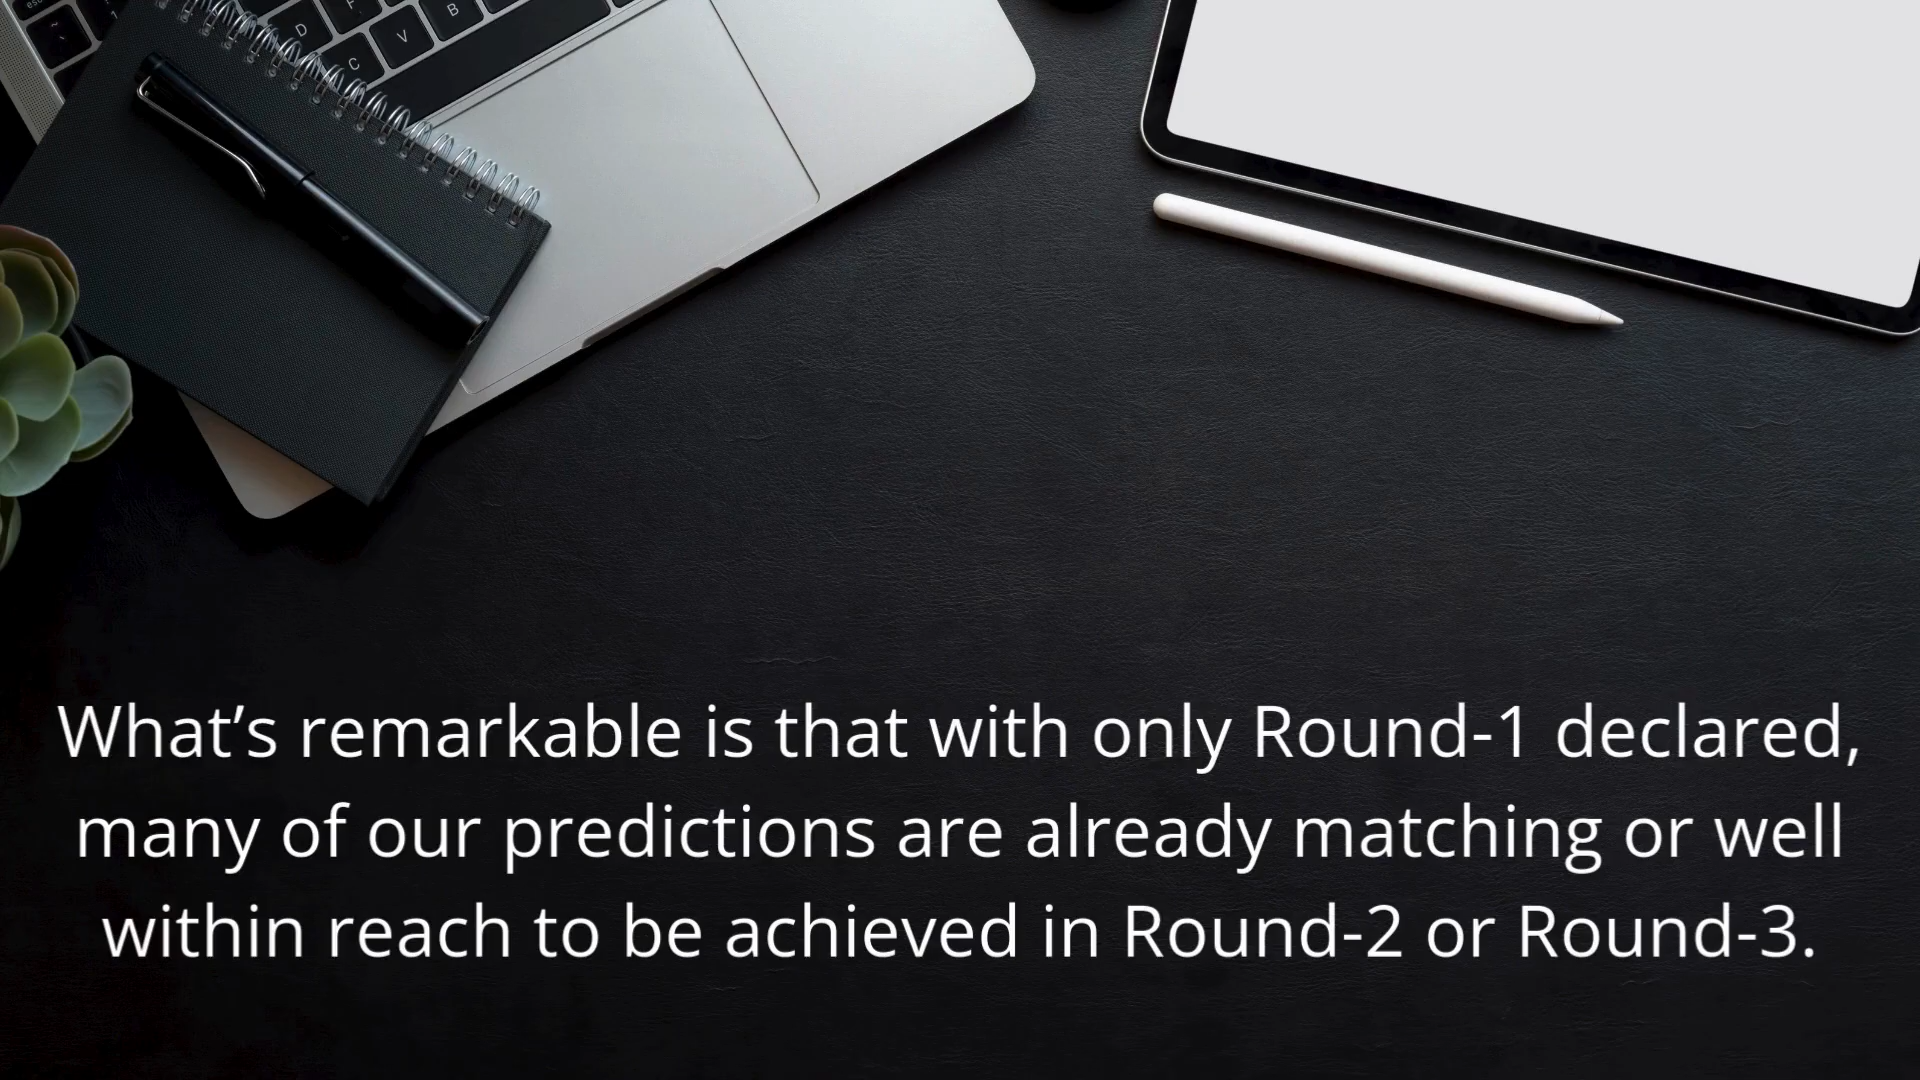 esc
~
D
F
C
V
B
What’s remarkable is that with only Round-1 declared,
many of our predictions are already matching or well
within reach to be achieved in Round-2 or Round-3.